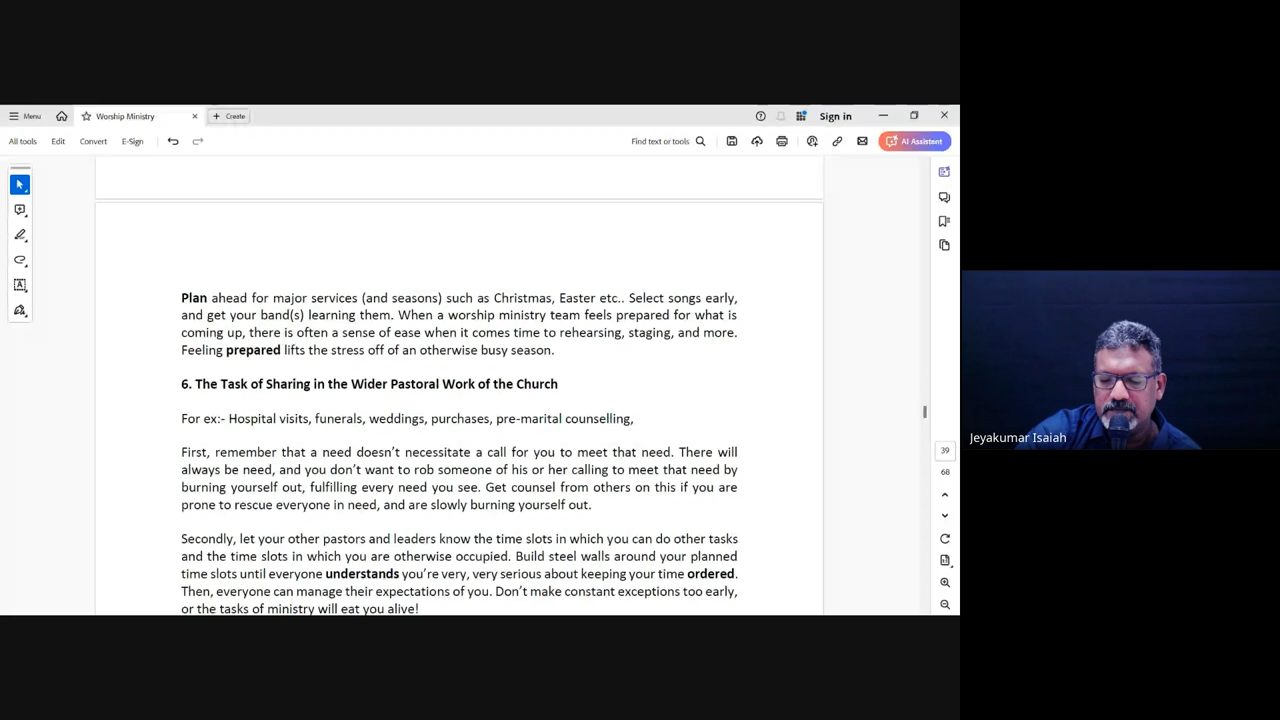 Menu
Worship Ministry
Create
Sign in
All tools
Edit
Convert
E-Sign
Find text or tools
AI Assistant
Plan ahead for major services (and seasons) such as Christmas, Easter etc.. Select songs early,
and get your band(s) learning them. When a worship ministry team feels prepared for what is
coming up, there is often a sense of ease when it comes time to rehearsing, staging, and more.
Feeling prepared lifts the stress off of an otherwise busy season.
6. The Task of Sharing in the Wider Pastoral Work of the Church
For ex:- Hospital visits, funerals, weddings, purchases, pre-marital counselling,
First, remember that a need doesn’t necessitate a call for you to meet that need. There will
always be need, and you don’t want to rob someone of his or her calling to meet that need by
burning yourself out, fulfilling every need you see. Get counsel from others on this if you are
prone to rescue everyone in need, and are slowly burning yourself out.
Secondly, let your other pastors and leaders know the time slots in which you can do other tasks
and the time slots in which you are otherwise occupied. Build steel walls around your planned
time slots until everyone understands you’re very, very serious about keeping your time ordered.
Then, everyone can manage their expectations of you. Don’t make constant exceptions too early,
or the tasks of ministry will eat you alive!
39
68
Jeyakumar Isaiah